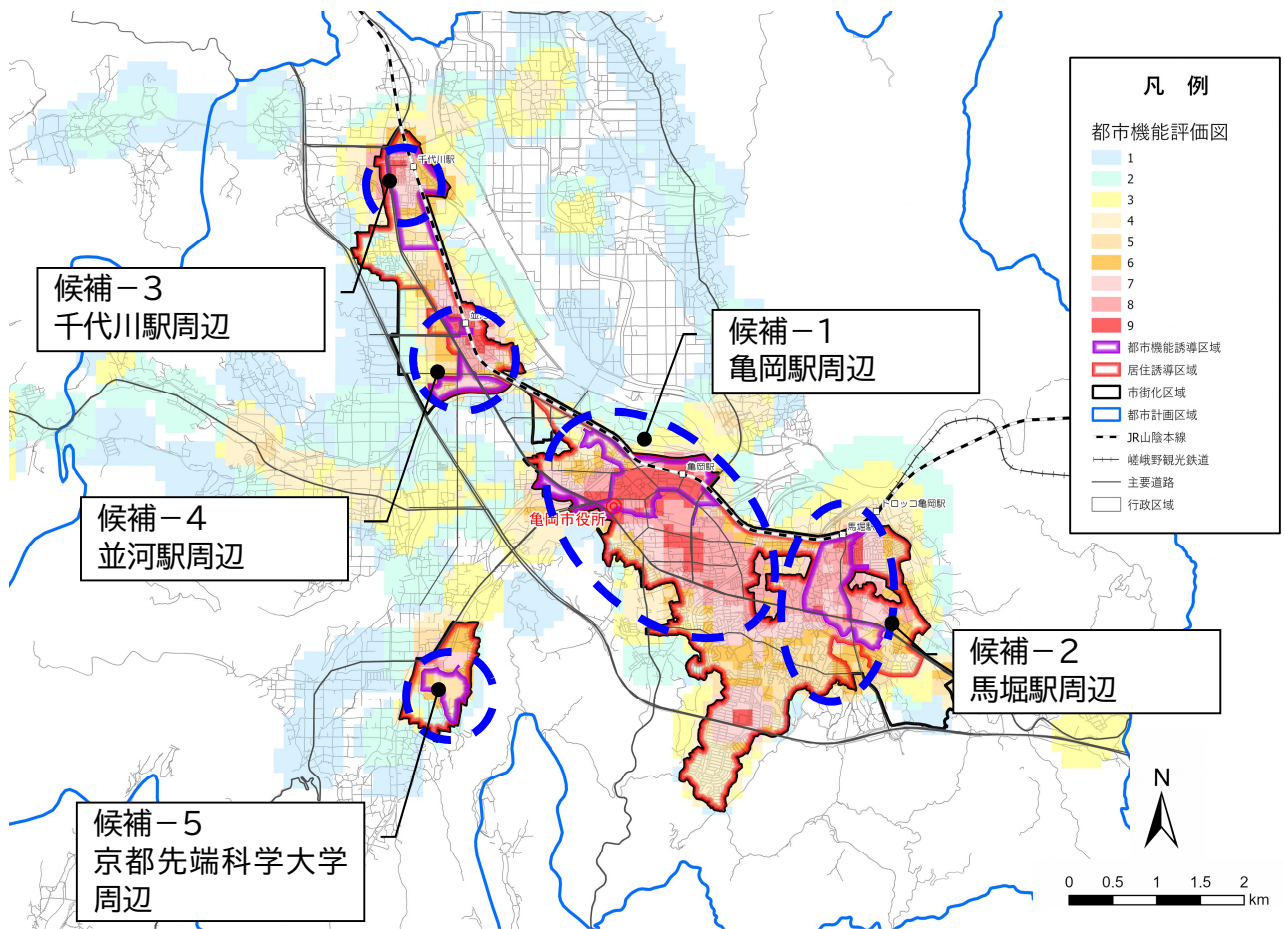 凡 例
都市機能評価図
1
2
3
4
5
6
7
8
9
都市機能誘導区域
居住誘導区域
市街化区域
都市計画区域
JR山陰本線
嵯峨野観光鉄道
主要道路
行政区域
千代川駅
候補-3
千代川駅周辺
候補-1
亀岡駅周辺
候補-4
並河駅周辺
亀岡駅
亀岡市役所
トロッコ亀岡駅
馬堀駅
候補-2
馬堀駅周辺
候補-5
京都先端科学大学
周辺
N
0 0.5 1 1.5 2
km